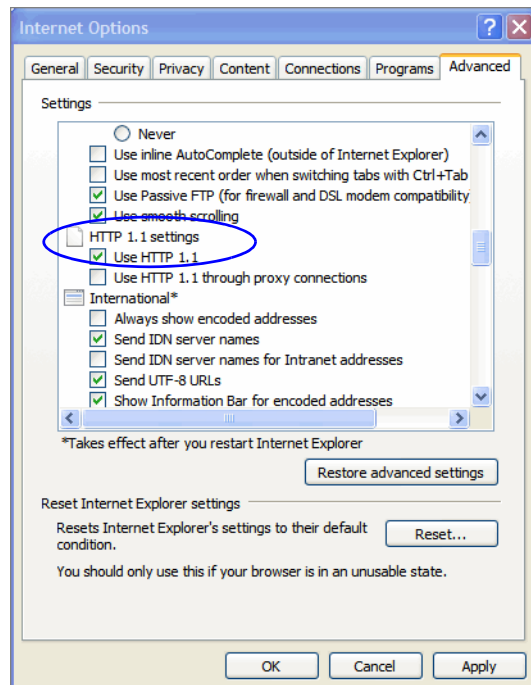 Internet Options
General Security Privacy Content Connections Programs Advanced
Settings
Never
Use inline AutoComplete (outside of Internet Explorer)
Use most recent order when switching tabs with Ctrl+Tab
Use Passive FTP (for firewall and DSL modem compatibility
Use smooth scrolling
HTTP 1.1 settings
Use HTTP 1.1
Use HTTP 1.1 through proxy connections
International*
Always show encoded addresses
Send IDN server names
Send IDN server names for Intranet addresses
Send UTF-8 URLs
Show Information Bar for encoded addresses
*Takes effect after you restart Internet Explorer
Restore advanced settings
Reset Internet Explorer settings
Resets Internet Explorer's settings to their default
condition.
Reset...
You should only use this if your browser is in an unusable state.
OK Cancel Apply